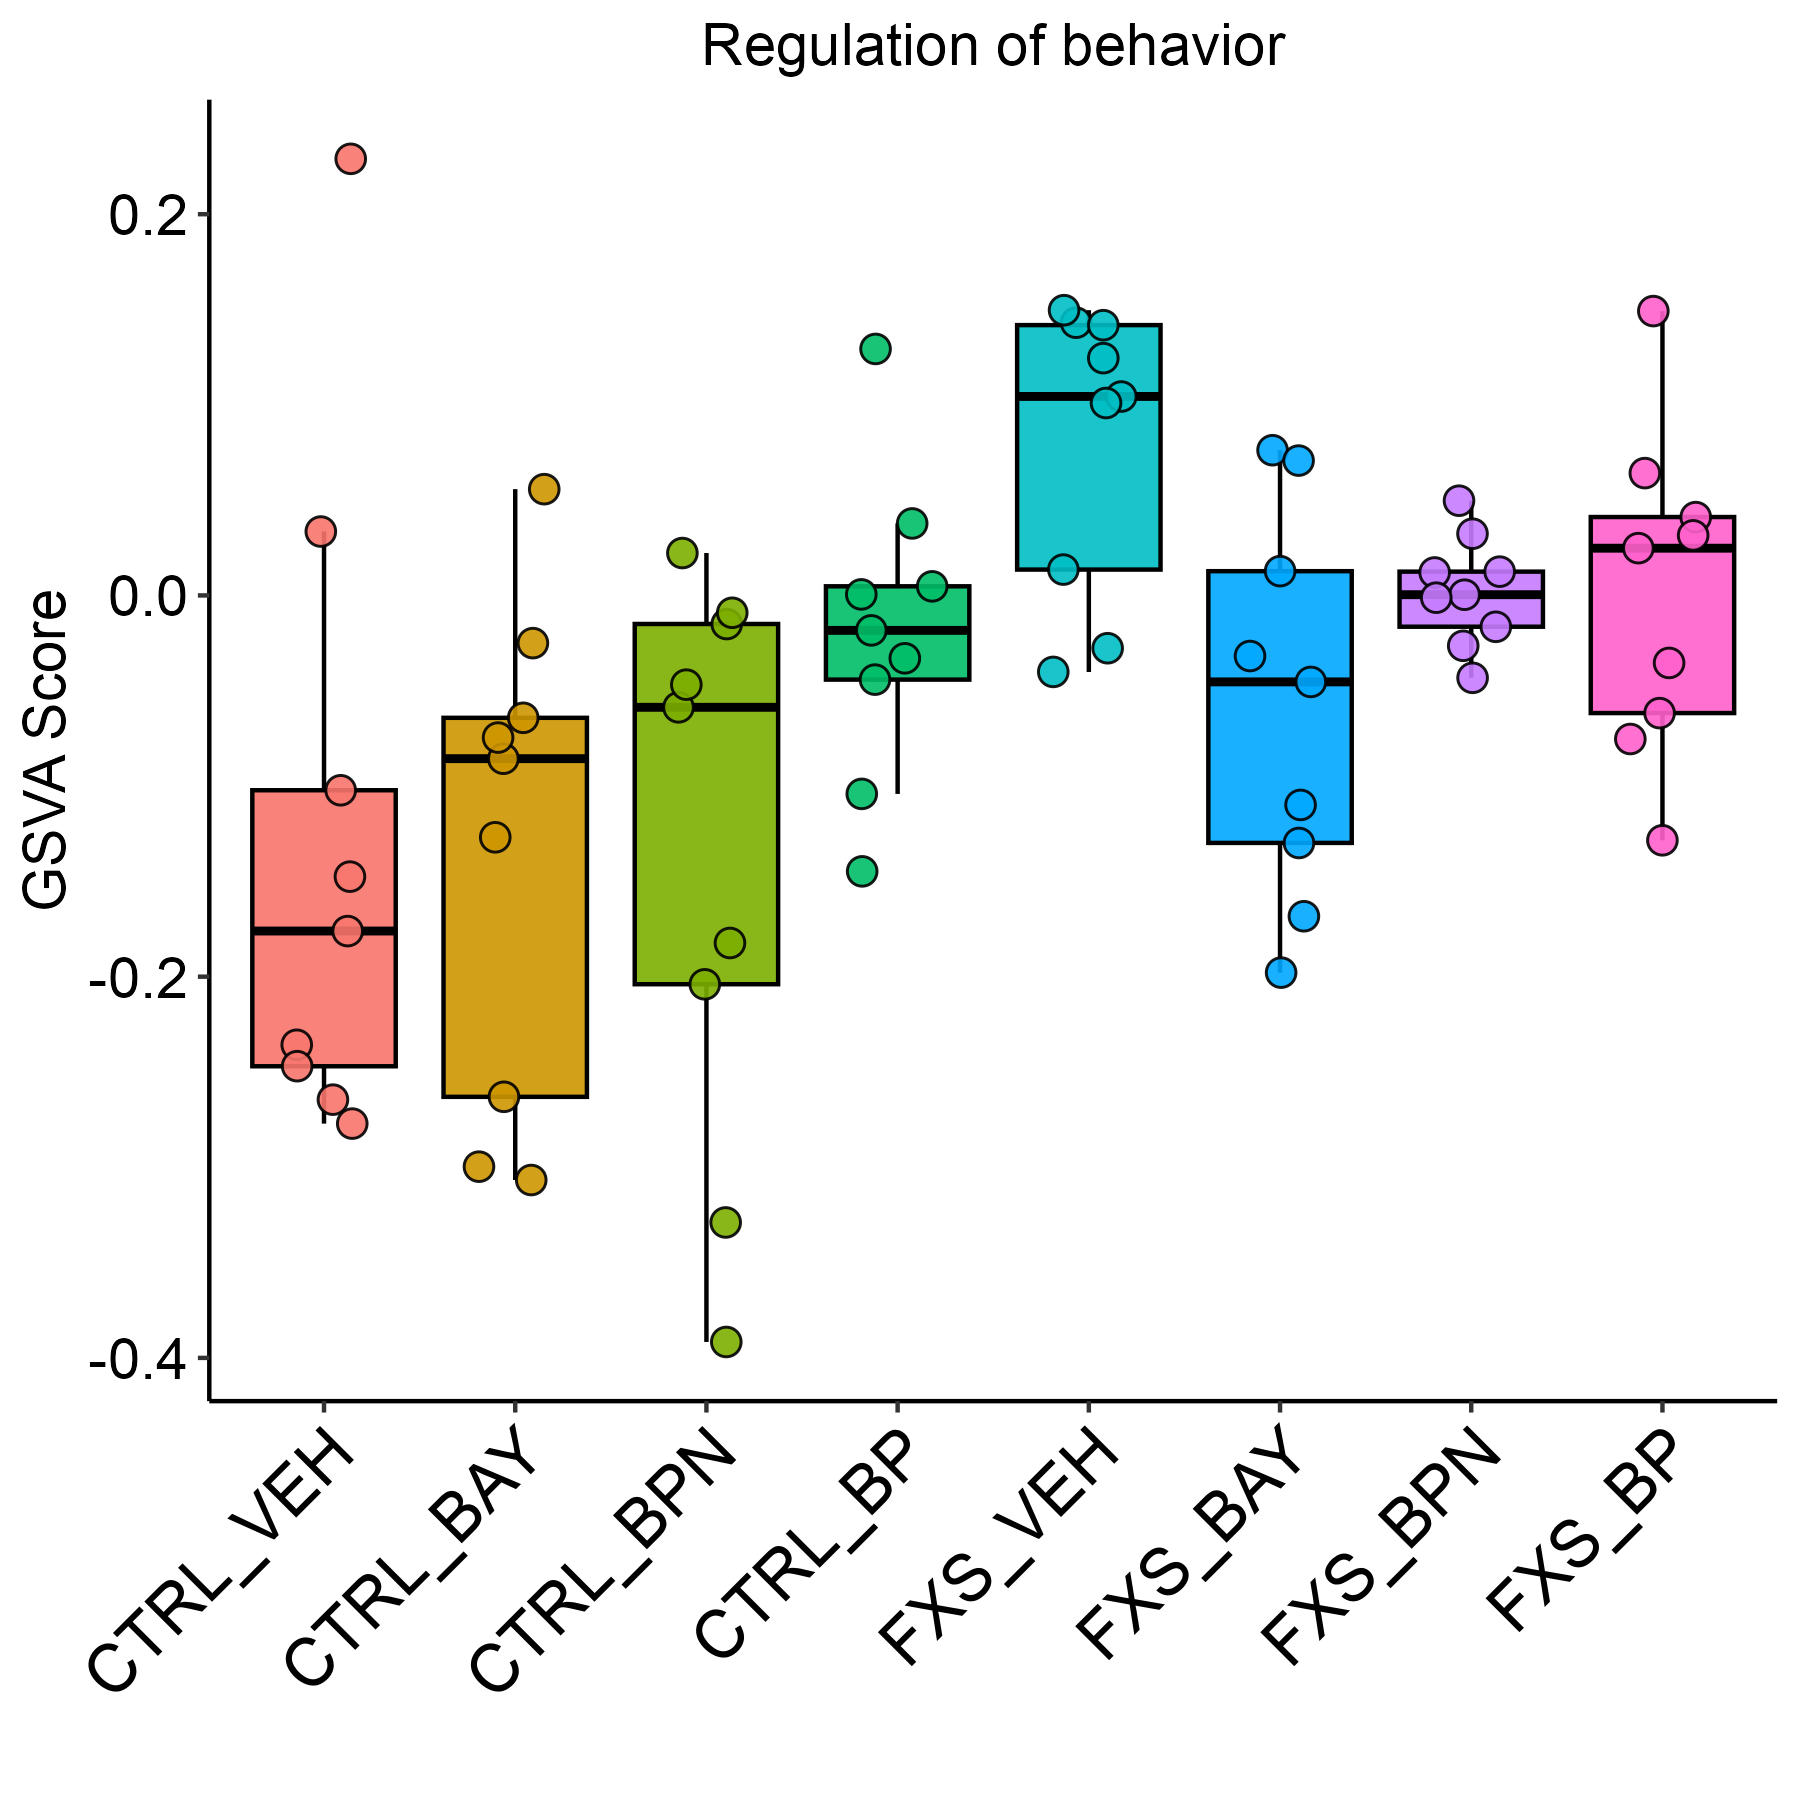 Regulation of behavior
GSVA Score
0.2
0.0
-0.2
-0.4
CTRL_VEH
CTRL_BAY
CTRL_BPN
CTRL_BP
FXS_VEH
FXS_BAY
FXS_BPN
FXS_BP